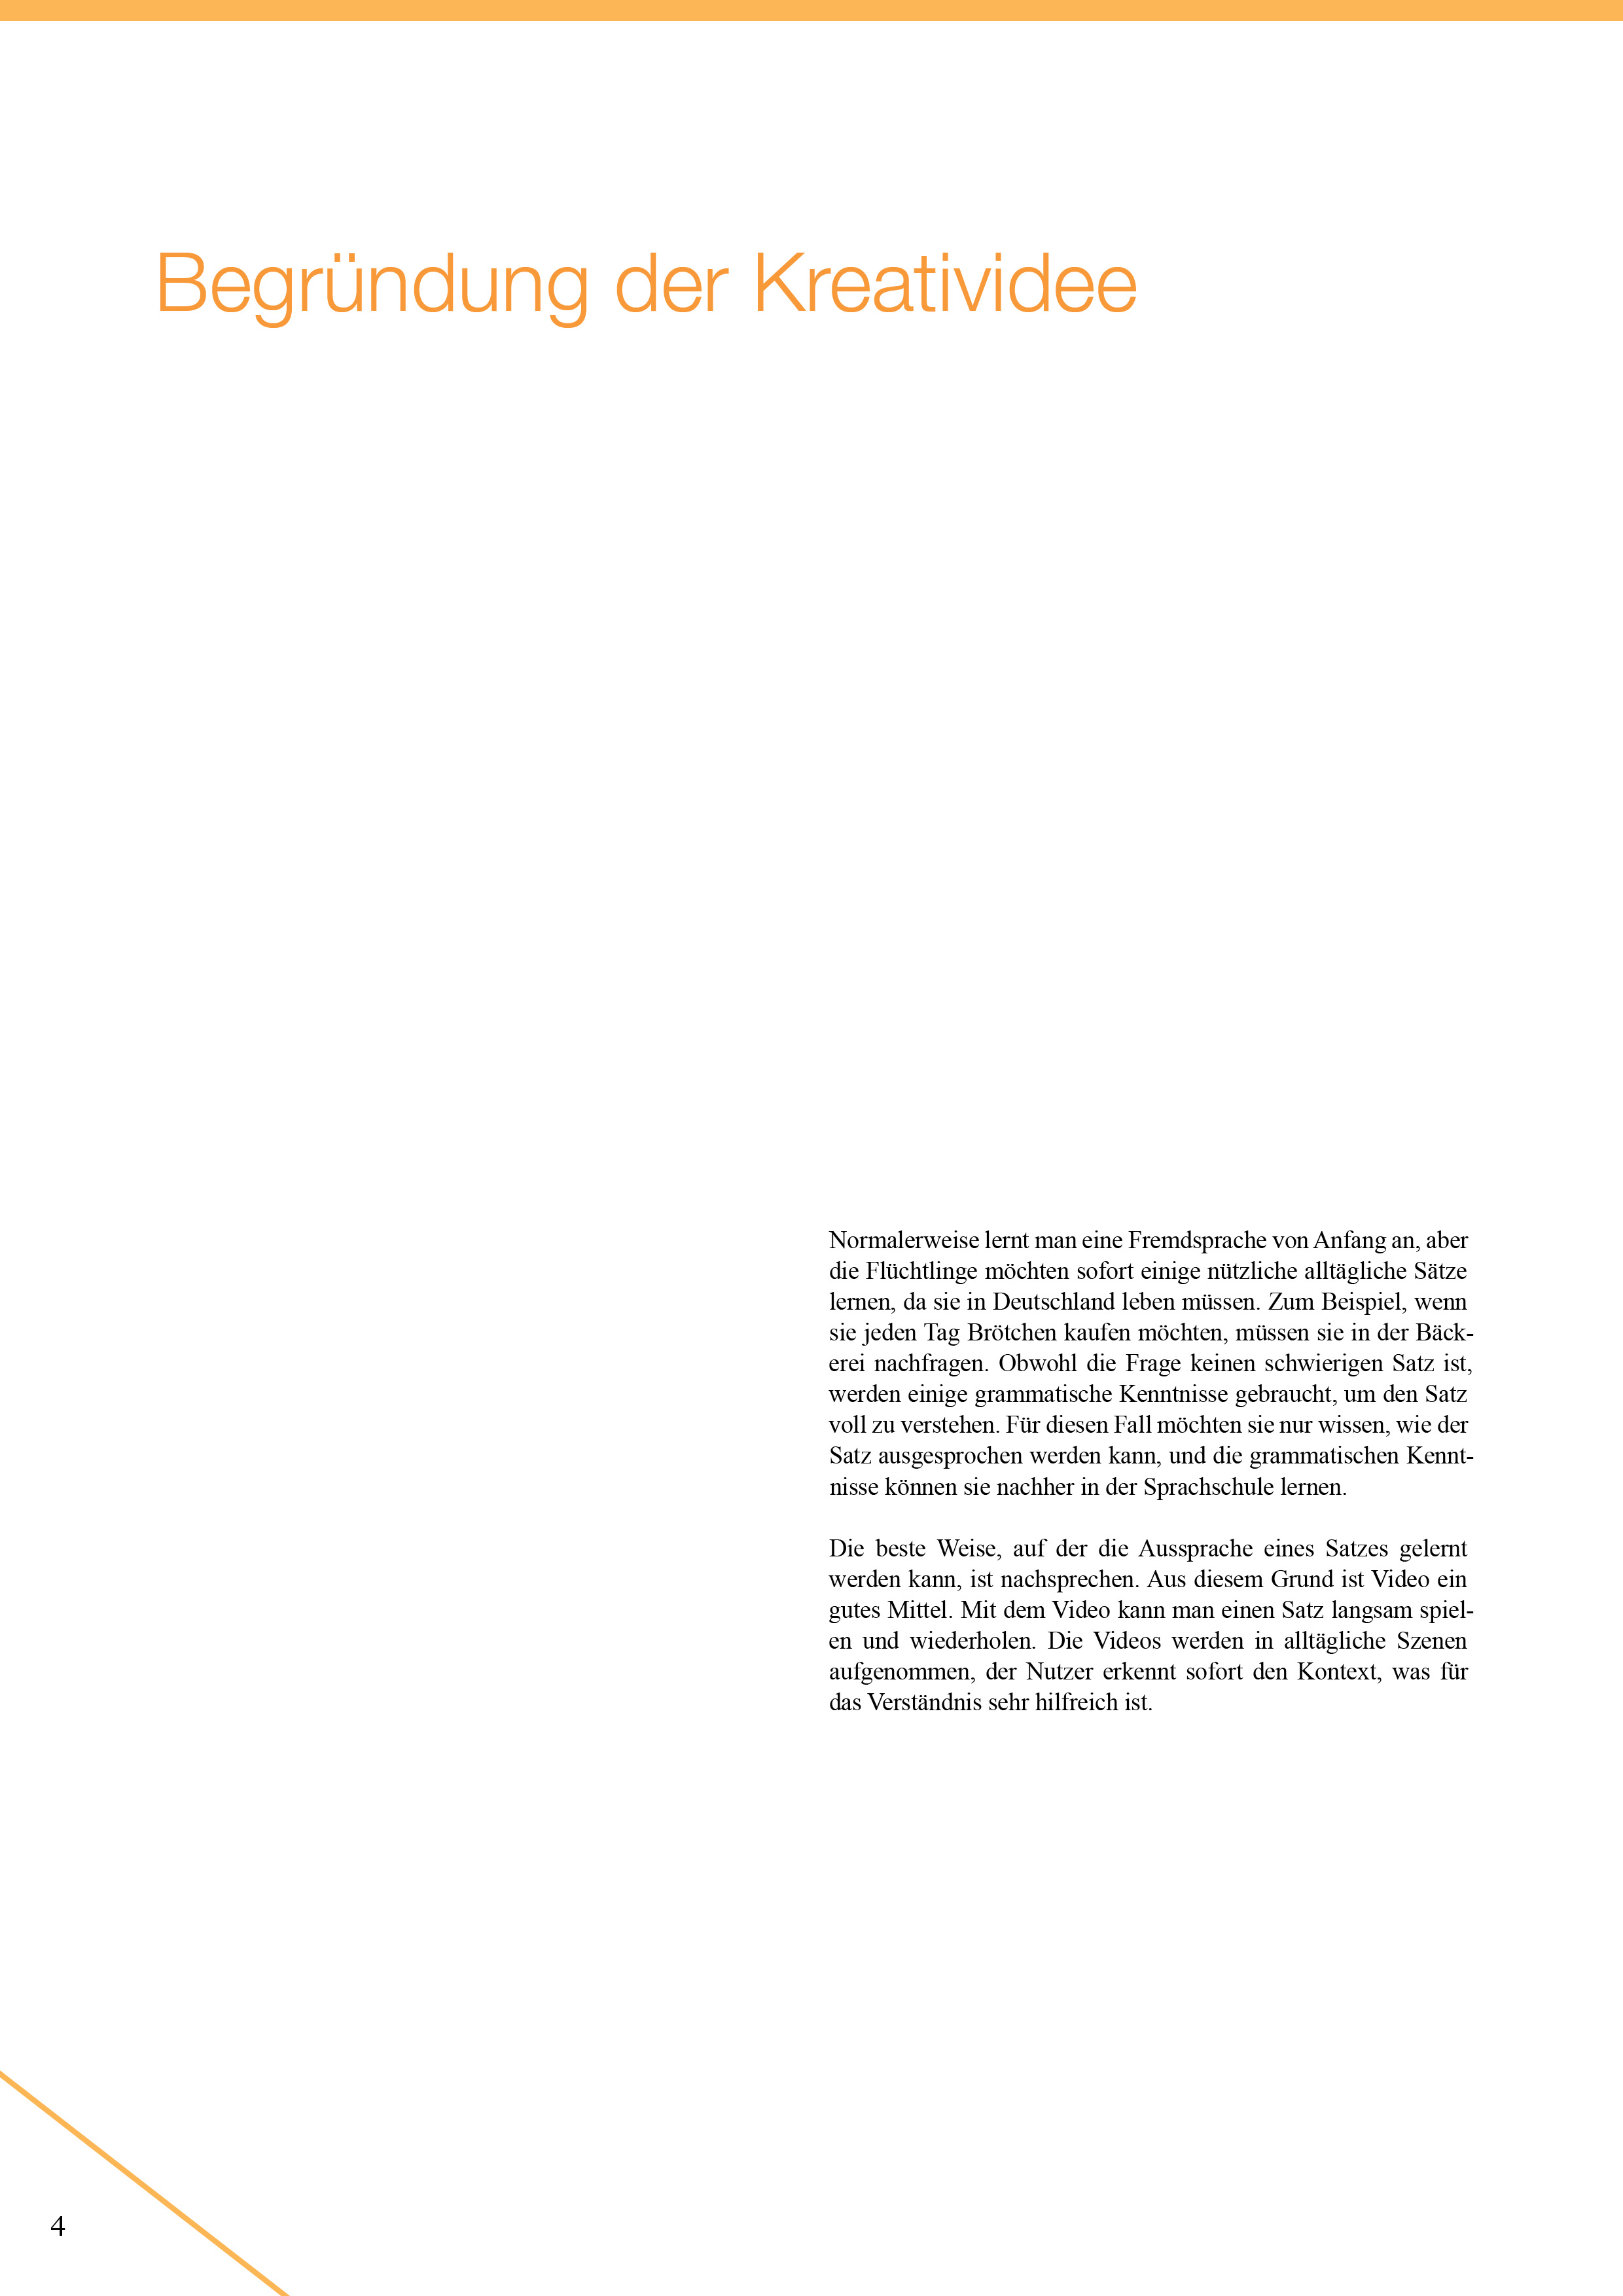 Begründung der Kreatividee
Normalerweise lernt man eine Fremdsprache von Anfang an, aber
die Flüchtlinge möchten sofort einige nützliche alltägliche Sätze
lernen, da sie in Deutschland leben müssen. Zum Beispiel, wenn
sie jeden Tag Brötchen kaufen möchten, müssen sie in der Bäck-
erei nachfragen. Obwohl die Frage keinen schwierigen Satz ist,
werden einige grammatische Kenntnisse gebraucht, um den Satz
voll zu verstehen. Für diesen Fall möchten sie nur wissen, wie der
Satz ausgesprochen werden kann, und die grammatischen Kennt-
nisse können sie nachher in der Sprachschule lernen.
Die beste Weise, auf der die Aussprache eines Satzes gelernt
werden kann, ist nachsprechen. Aus diesem Grund ist Video ein
gutes Mittel. Mit dem Video kann man einen Satz langsam spiel-
en und wiederholen. Die Videos werden in alltägliche Szenen
aufgenommen, der Nutzer erkennt sofort den Kontext, was für
das Verständnis sehr hilfreich ist.
4